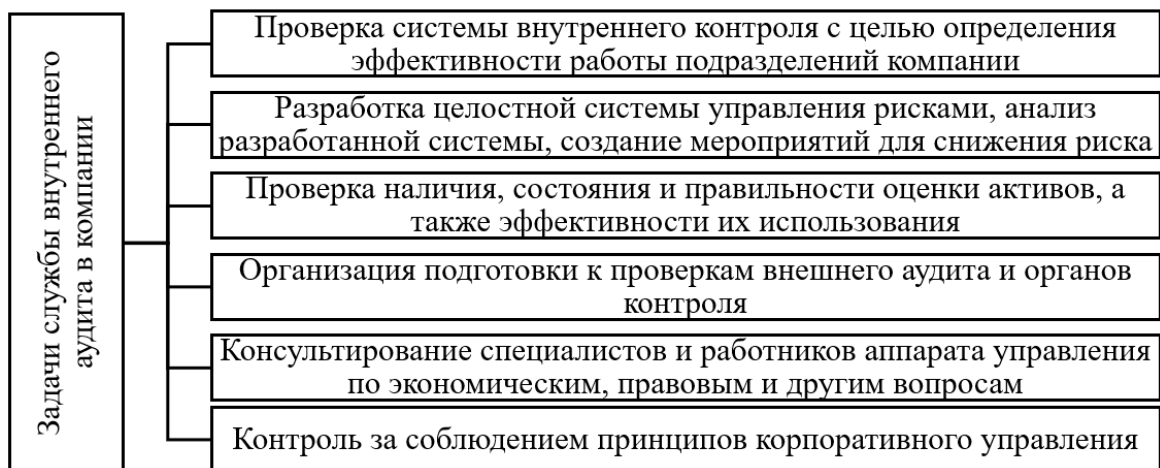 Задачи службы внутреннего
аудита в компании
Проверка системы внутреннего контроля с целью определения
эффективности работы подразделений компании
Разработка целостной системы управления рисками, анализ
разработанной системы, создание мероприятий для снижения риска
Проверка наличия, состояния и правильности оценки активов, а
также эффективности их использования
Организация подготовки к проверкам внешнего аудита и органов
контроля
Консультирование специалистов и работников аппарата управления
по экономическим, правовым и другим вопросам
Контроль за соблюдением принципов корпоративного управления